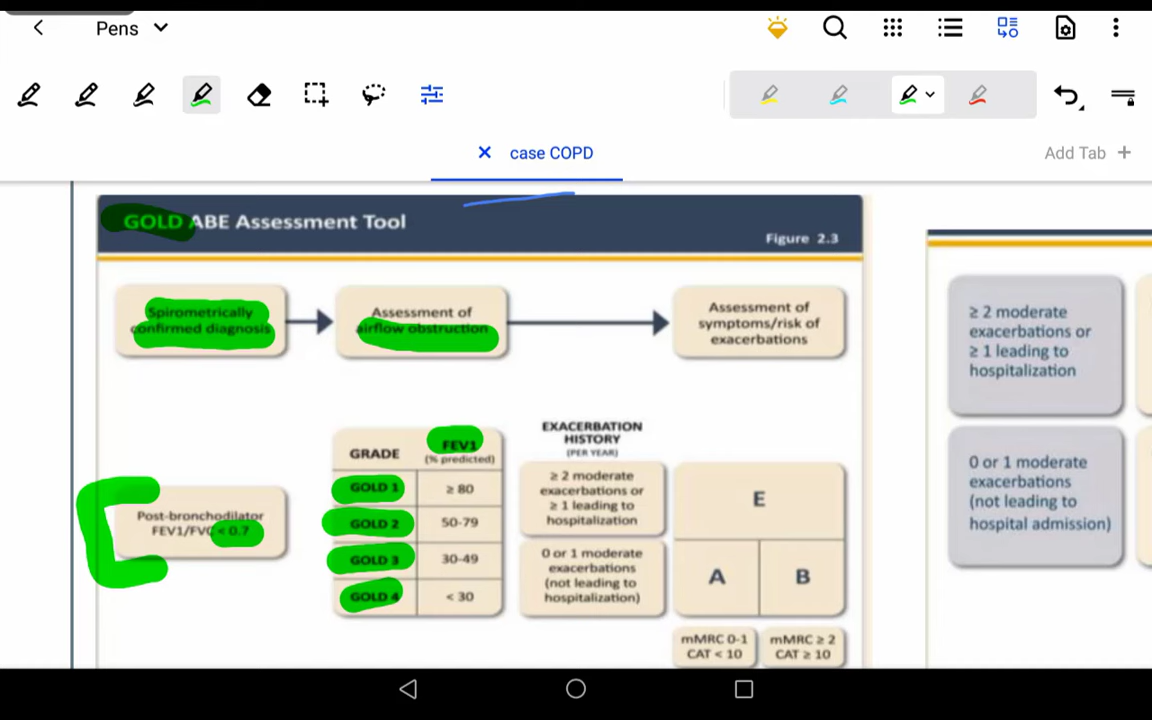 Pens
case COPD
Add Tab
GOLD ABE Assessment Tool
Figure 2.3
Spirometrically
confirmed diagnosis
Assessment of
airflow obstruction
Assessment of
symptoms/risk of
exacerbations
Post-bronchodilator
FEV1/FVC < 0.7
GRADE
FEV1
(% predicted)
GOLD 1
≥ 80
GOLD 2
50-79
GOLD 3
30-49
GOLD 4
< 30
EXACERBATION
HISTORY
(PER YEAR)
≥ 2 moderate
exacerbations or
≥ 1 leading to
hospitalization
0 or 1 moderate
exacerbations
(not leading to
hospitalization)
E
A
B
mMRC 0-1
CAT < 10
mMRC ≥ 2
CAT ≥ 10
≥ 2 moderate
exacerbations or
≥ 1 leading to
hospitalization
0 or 1 moderate
exacerbations
(not leading to
hospital admission)